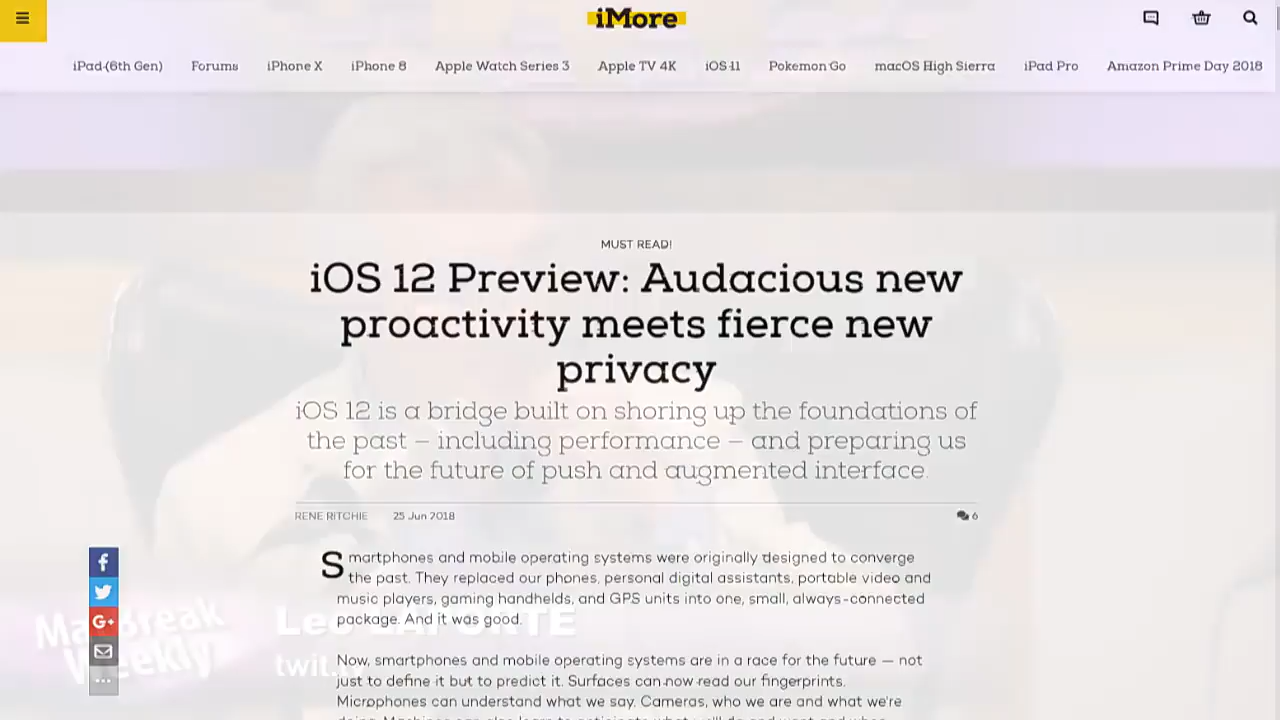 iMore
iPad (6th Gen) Forums iPhone X iPhone 8 Apple Watch Series 3 Apple TV 4K iOS 11 Pokemon Go macOS High Sierra iPad Pro Amazon Prime Day 2018
MUST READ!
iOS 12 Preview: Audacious new
proactivity meets fierce new
privacy
iOS 12 is a bridge built on shoring up the foundations of
the past – including performance – and preparing us
for the future of push and augmented interface.
RENE RITCHIE 25 Jun 2018 6
Smartphones and mobile operating systems were originally designed to converge
the past. They replaced our phones, personal digital assistants, portable video and
music players, gaming handhelds, and GPS units into one, small, always-connected
package. And it was good.
Now, smartphones and mobile operating systems are in a race for the future — not
just to define it but to predict it. Surfaces can now read our fingerprints.
Microphones can understand what we say. Cameras, who we are and what we're
G+
MacBreak
Weekly
Leo LAPORTE